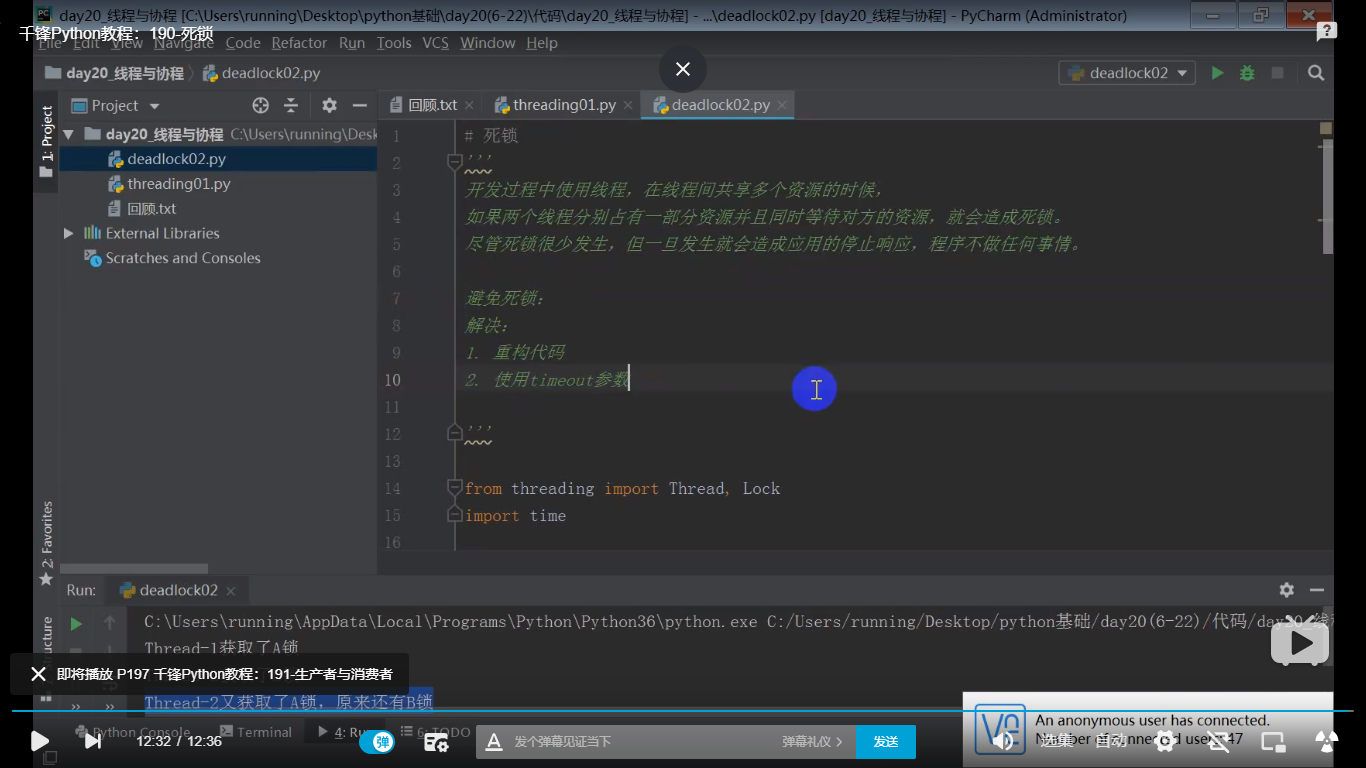 day20_线程与协程 [C:\Users\running\Desktop\python基础\day20(6-22)\代码\day20_线程与协程] - ...\deadlock02.py [day20_线程与协程] - PyCharm (Administrator)
千锋Python教程：190-死锁
File Edit View Navigate Code Refactor Run Tools VCS Window Help
day20_线程与协程 deadlock02.py
deadlock02
Project
回顾.txt
threading01.py
deadlock02.py
1: Project
day20_线程与协程 C:\Users\running\Desk
deadlock02.py
threading01.py
回顾.txt
External Libraries
Scratches and Consoles
1 # 死锁
2 '''
3 开发过程中使用线程，在线程间共享多个资源的时候，
4 如果两个线程分别占有一部分资源并且同时等待对方的资源，就会造成死锁。
5 尽管死锁很少发生，但一旦发生就会造成应用的停止响应，程序不做任何事情。
6
7 避免死锁：
8 解决：
9 1. 重构代码
10 2. 使用timeout参数
11
12 '''
13
14 from threading import Thread, Lock
15 import time
16
2: Favorites
Run: deadlock02
C:\Users\running\AppData\Local\Programs\Python\Python36\python.exe C:/Users/running/Desktop/python基础/day20(6-22)/代码/day20_线程
Thread-1获取了A锁
即将播放 P197 千锋Python教程：191-生产者与消费者
Thread-2又获取了A锁，原来还有B锁
An anonymous user has connected.
Python Console
Terminal
6: TODO
12:32 / 12:36
弹
发个弹幕见证当下
弹幕礼仪
发送
选集
自动
47